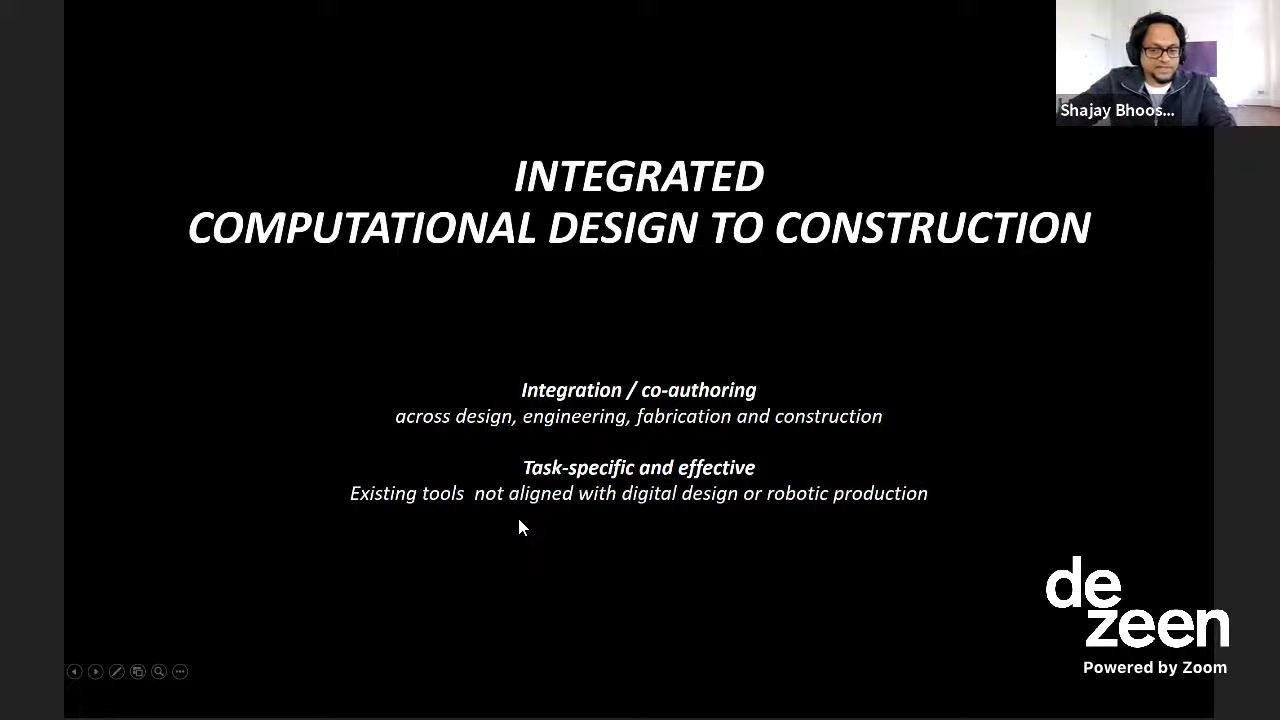 Shajay Bhoos...
INTEGRATED
COMPUTATIONAL DESIGN TO CONSTRUCTION
Integration / co-authoring
across design, engineering, fabrication and construction
Task-specific and effective
Existing tools  not aligned with digital design or robotic production
de
zeen
Powered by Zoom